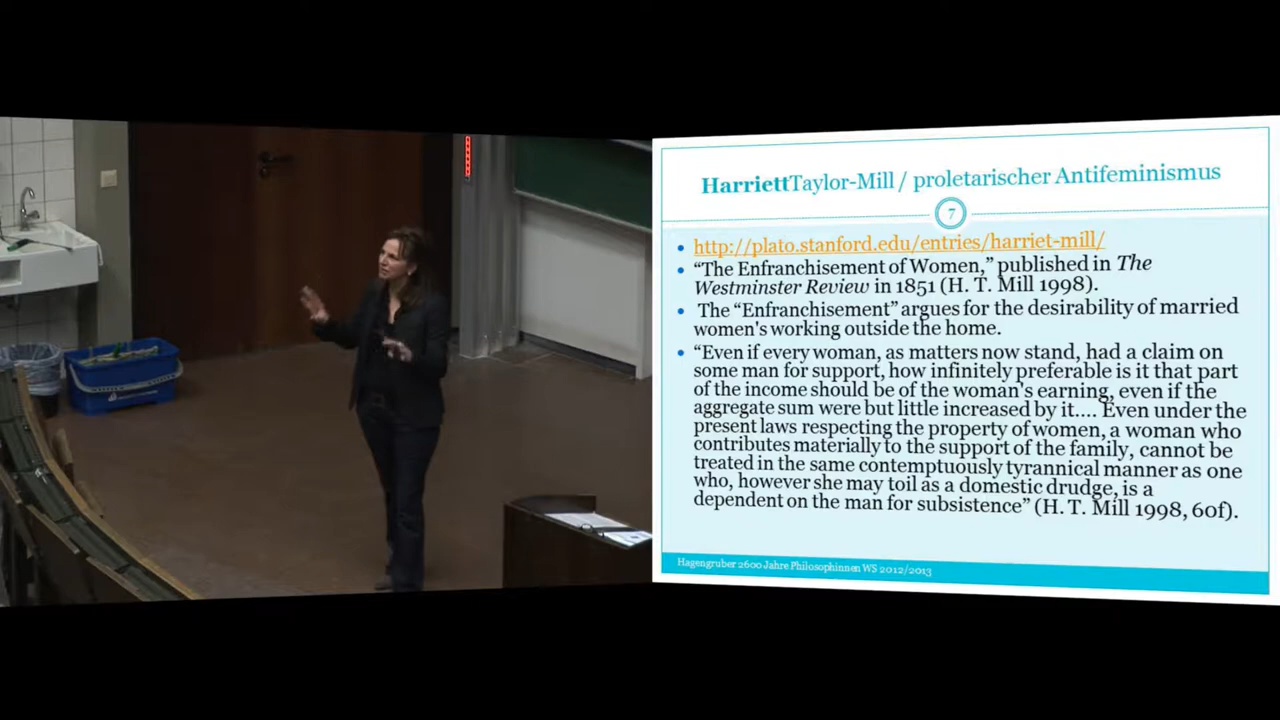 HarriettTaylor-Mill / proletarischer Antifeminismus
7
• http://plato.stanford.edu/entries/harriet-mill/
• “The Enfranchisement of Women,” published in The
Westminster Review in 1851 (H. T. Mill 1998).
• The “Enfranchisement” argues for the desirability of married
women's working outside the home.
• “Even if every woman, as matters now stand, had a claim on
some man for support, how infinitely preferable is it that part
of the income should be of the woman's earning, even if the
aggregate sum were but little increased by it.... Even under the
present laws respecting the property of women, a woman who
contributes materially to the support of the family, cannot be
treated in the same contemptuously tyrannical manner as one
who, however she may toil as a domestic drudge, is a
dependent on the man for subsistence” (H. T. Mill 1998, 60f).
Hagengruber 2600 Jahre Philosophinnen WS 2012/2013